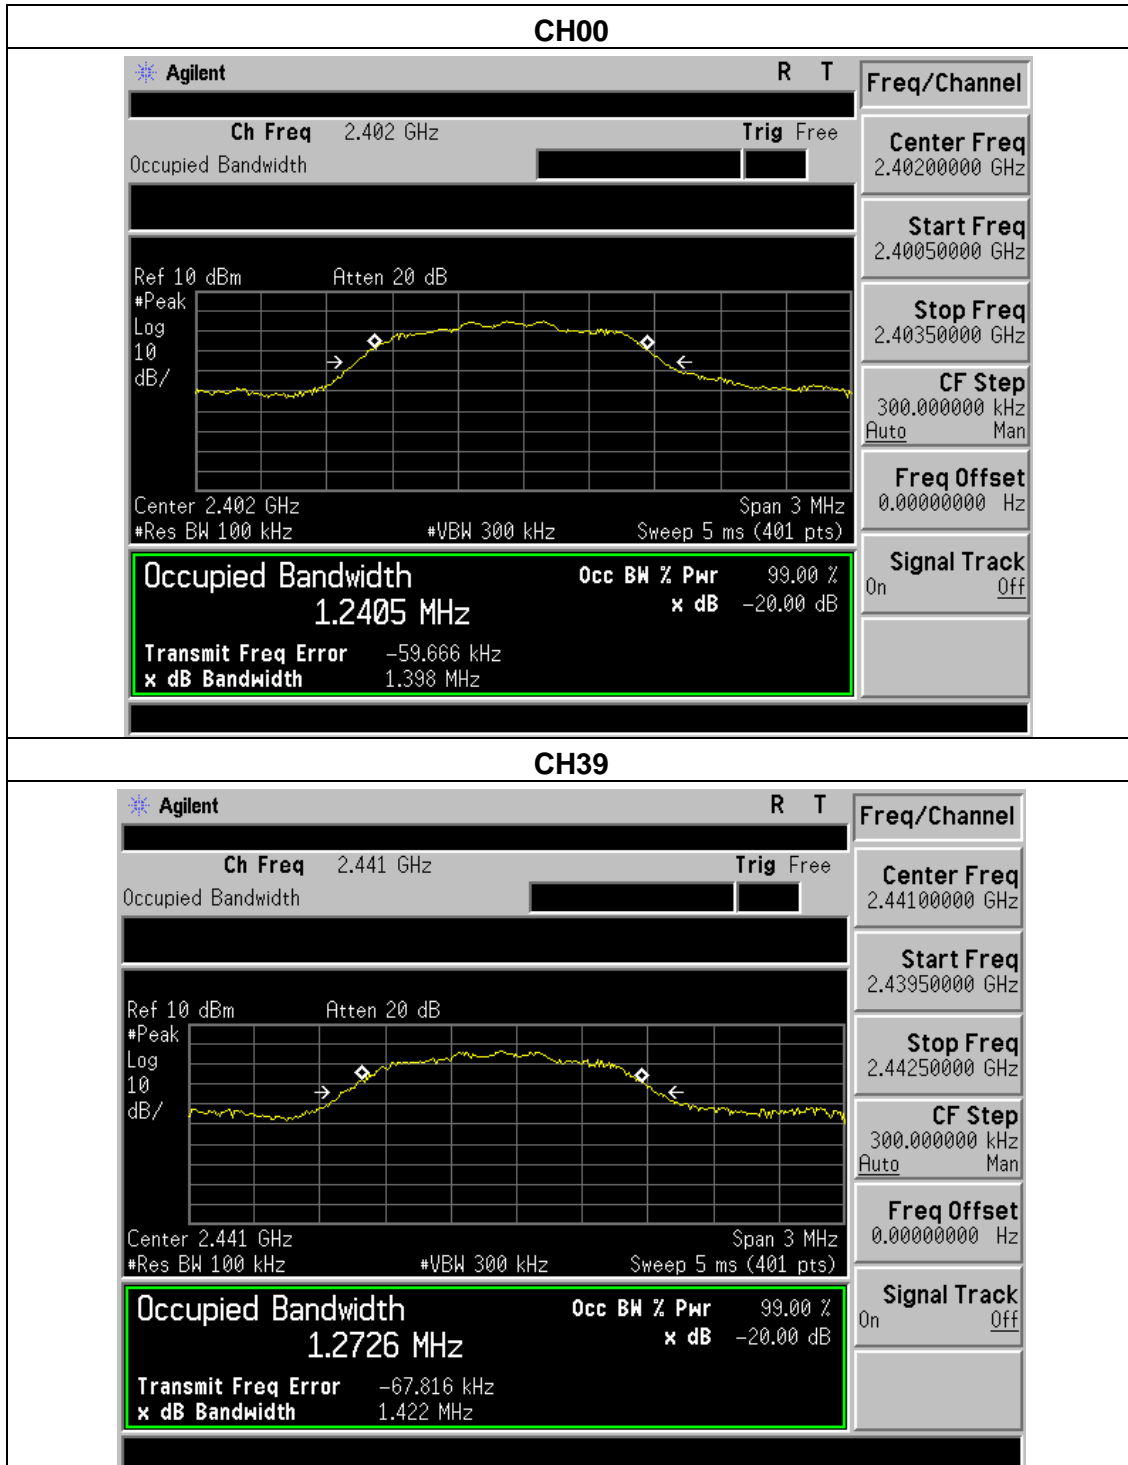 CH00
Agilent R T
Freq/Channel
Ch Freq 2.402 GHz Trig Free
Occupied Bandwidth
Center Freq
2.40200000 GHz
Start Freq
2.40050000 GHz
Ref 10 dBm Atten 20 dB
#Peak
Log
10
dB/
Stop Freq
2.40350000 GHz
CF Step
300.000000 kHz
Auto Man
Freq Offset
0.00000000 Hz
Center 2.402 GHz Span 3 MHz
#Res BW 100 kHz #VBW 300 kHz Sweep 5 ms (401 pts)
Signal Track
On Off
Occupied Bandwidth Occ BW % Pwr 99.00 %
1.2405 MHz x dB -20.00 dB
Transmit Freq Error -59.666 kHz
x dB Bandwidth 1.398 MHz
CH39
Agilent R T
Freq/Channel
Ch Freq 2.441 GHz Trig Free
Occupied Bandwidth
Center Freq
2.44100000 GHz
Start Freq
2.43950000 GHz
Ref 10 dBm Atten 20 dB
#Peak
Log
10
dB/
Stop Freq
2.44250000 GHz
CF Step
300.000000 kHz
Auto Man
Freq Offset
0.00000000 Hz
Center 2.441 GHz Span 3 MHz
#Res BW 100 kHz #VBW 300 kHz Sweep 5 ms (401 pts)
Signal Track
On Off
Occupied Bandwidth Occ BW % Pwr 99.00 %
1.2726 MHz x dB -20.00 dB
Transmit Freq Error -67.816 kHz
x dB Bandwidth 1.422 MHz